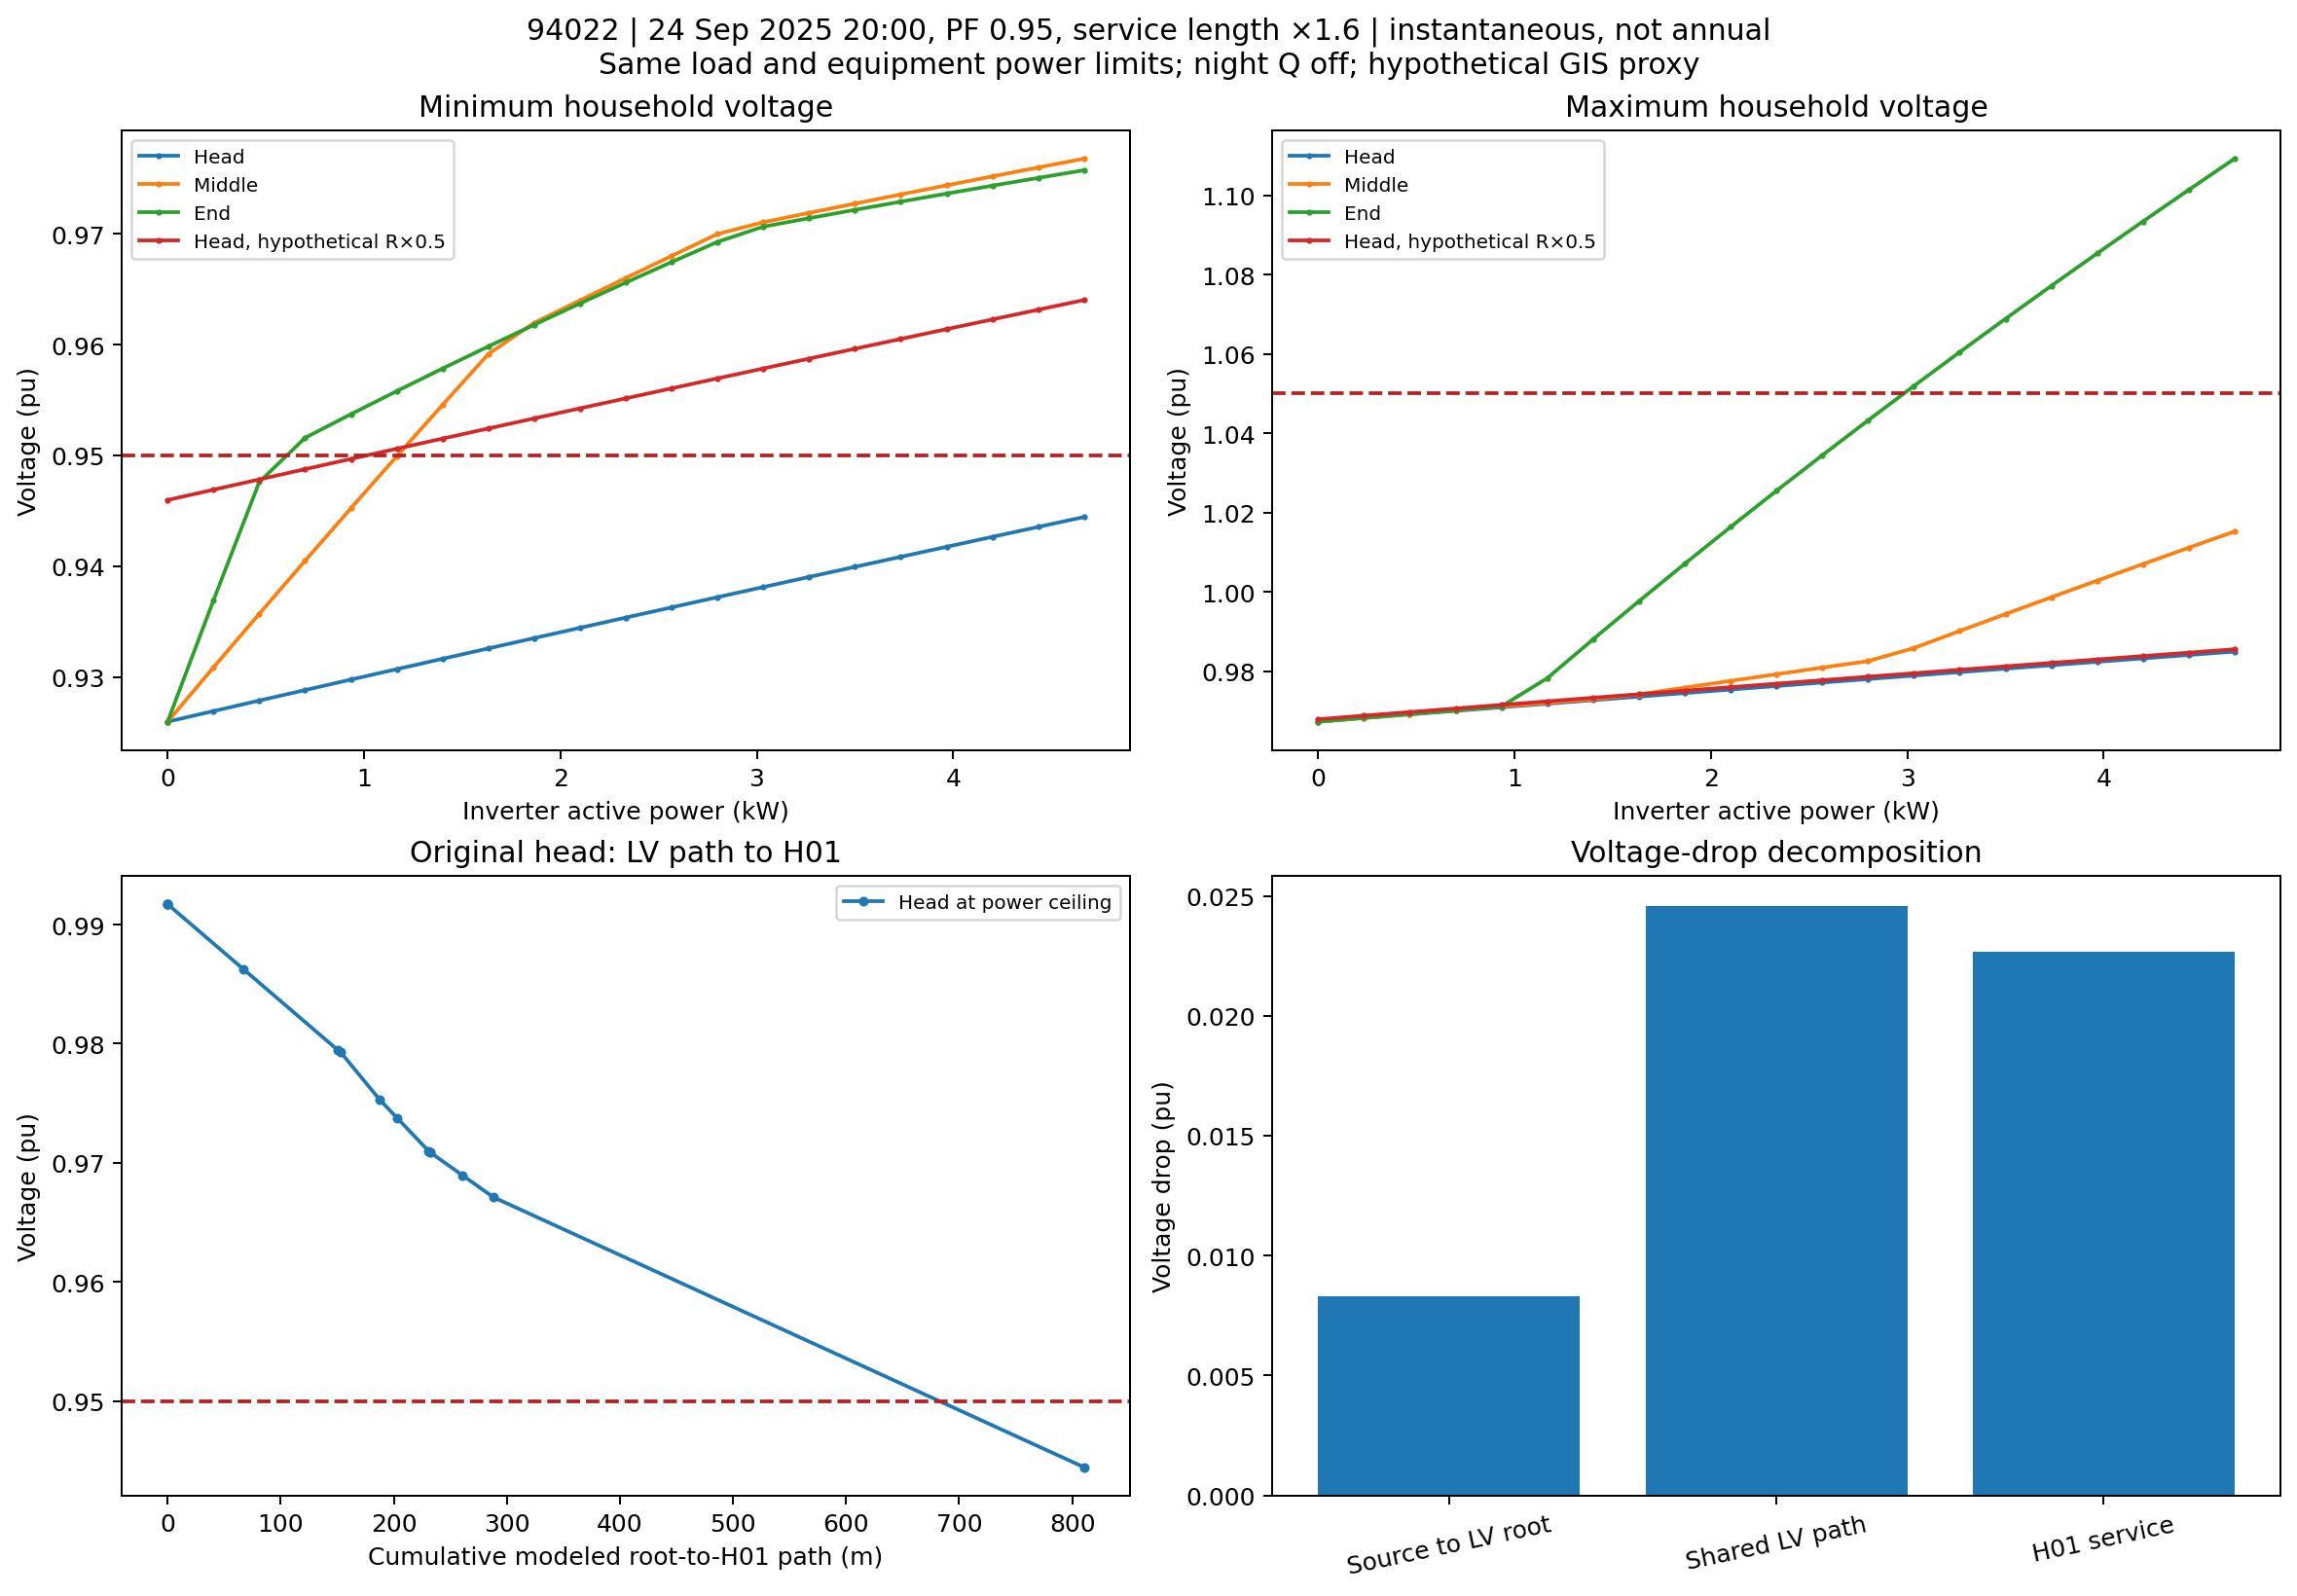 94022 | 24 Sep 2025 20:00, PF 0.95, service length ×1.6 | instantaneous, not annual
Same load and equipment power limits; night Q off; hypothetical GIS proxy
Minimum household voltage
Head
Middle
End
Head, hypothetical R×0.5
0.97
0.96
0.95
0.94
0.93
Voltage (pu)
0
1
2
3
4
Inverter active power (kW)
Maximum household voltage
Head
Middle
End
Head, hypothetical R×0.5
1.10
1.08
1.06
1.04
1.02
1.00
0.98
Voltage (pu)
0
1
2
3
4
Inverter active power (kW)
Original head: LV path to H01
Head at power ceiling
0.99
0.98
0.97
0.96
0.95
Voltage (pu)
0
100
200
300
400
500
600
700
800
Cumulative modeled root-to-H01 path (m)
Voltage-drop decomposition
0.025
0.020
0.015
0.010
0.005
0.000
Voltage drop (pu)
Source to LV root
Shared LV path
H01 service